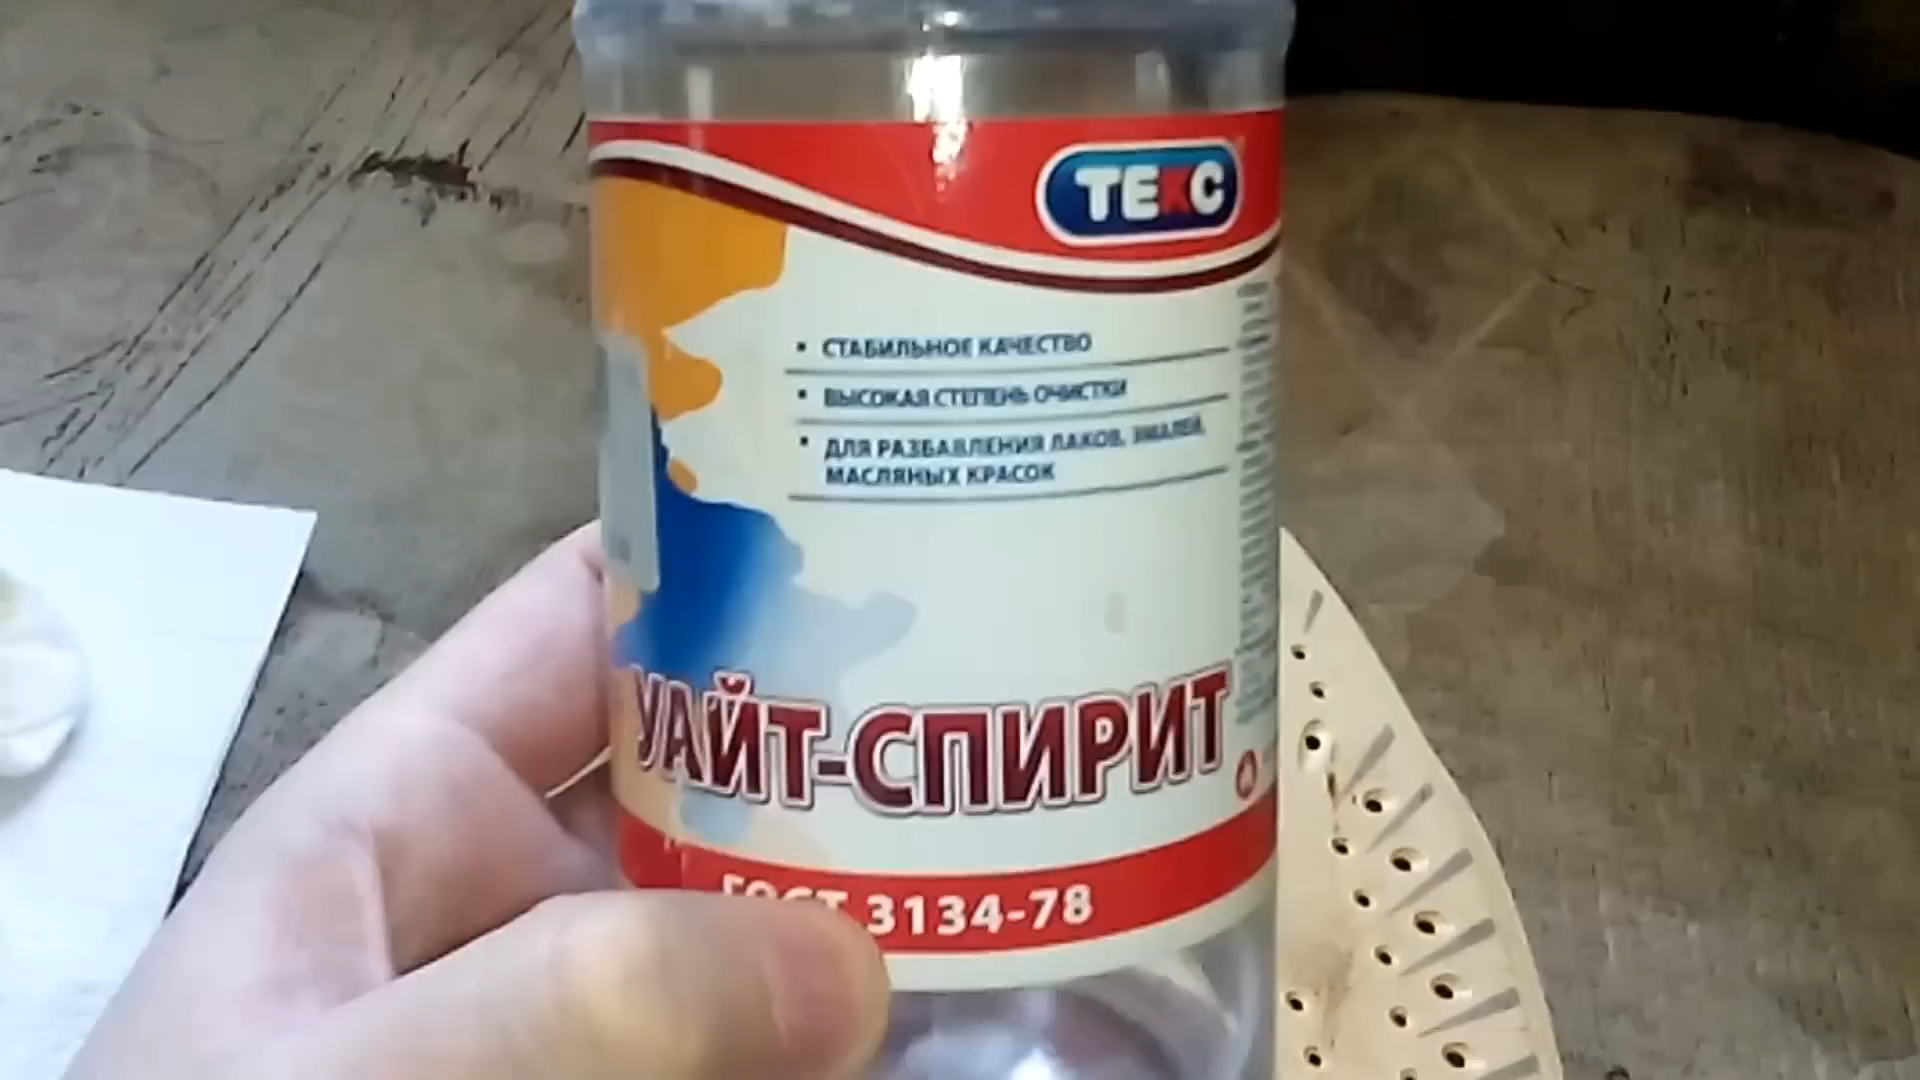 ТЕКС
• СТАБИЛЬНОЕ КАЧЕСТВО
• ВЫСОКАЯ СТЕПЕНЬ ОЧИСТКИ
• ДЛЯ РАЗБАВЛЕНИЯ ЛАКОВ, ЭМАЛЕЙ,
МАСЛЯНЫХ КРАСОК
УАЙТ-СПИРИТ
ГОСТ 3134-78